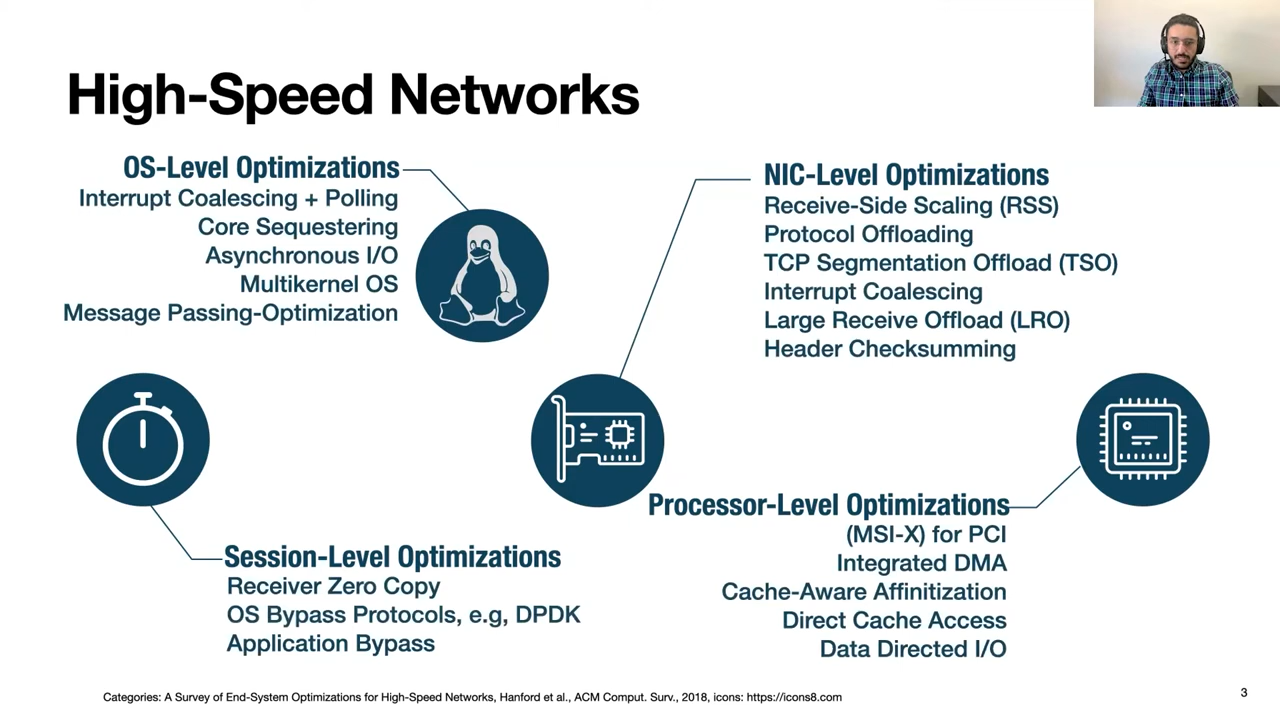 High-Speed Networks
OS-Level Optimizations
Interrupt Coalescing + Polling
Core Sequestering
Asynchronous I/O
Multikernel OS
Message Passing-Optimization
NIC-Level Optimizations
Receive-Side Scaling (RSS)
Protocol Offloading
TCP Segmentation Offload (TSO)
Interrupt Coalescing
Large Receive Offload (LRO)
Header Checksumming
Session-Level Optimizations
Receiver Zero Copy
OS Bypass Protocols, e.g, DPDK
Application Bypass
Processor-Level Optimizations
(MSI-X) for PCI
Integrated DMA
Cache-Aware Affinitization
Direct Cache Access
Data Directed I/O
Categories: A Survey of End-System Optimizations for High-Speed Networks, Hanford et al., ACM Comput. Surv., 2018, icons: https://icons8.com
3